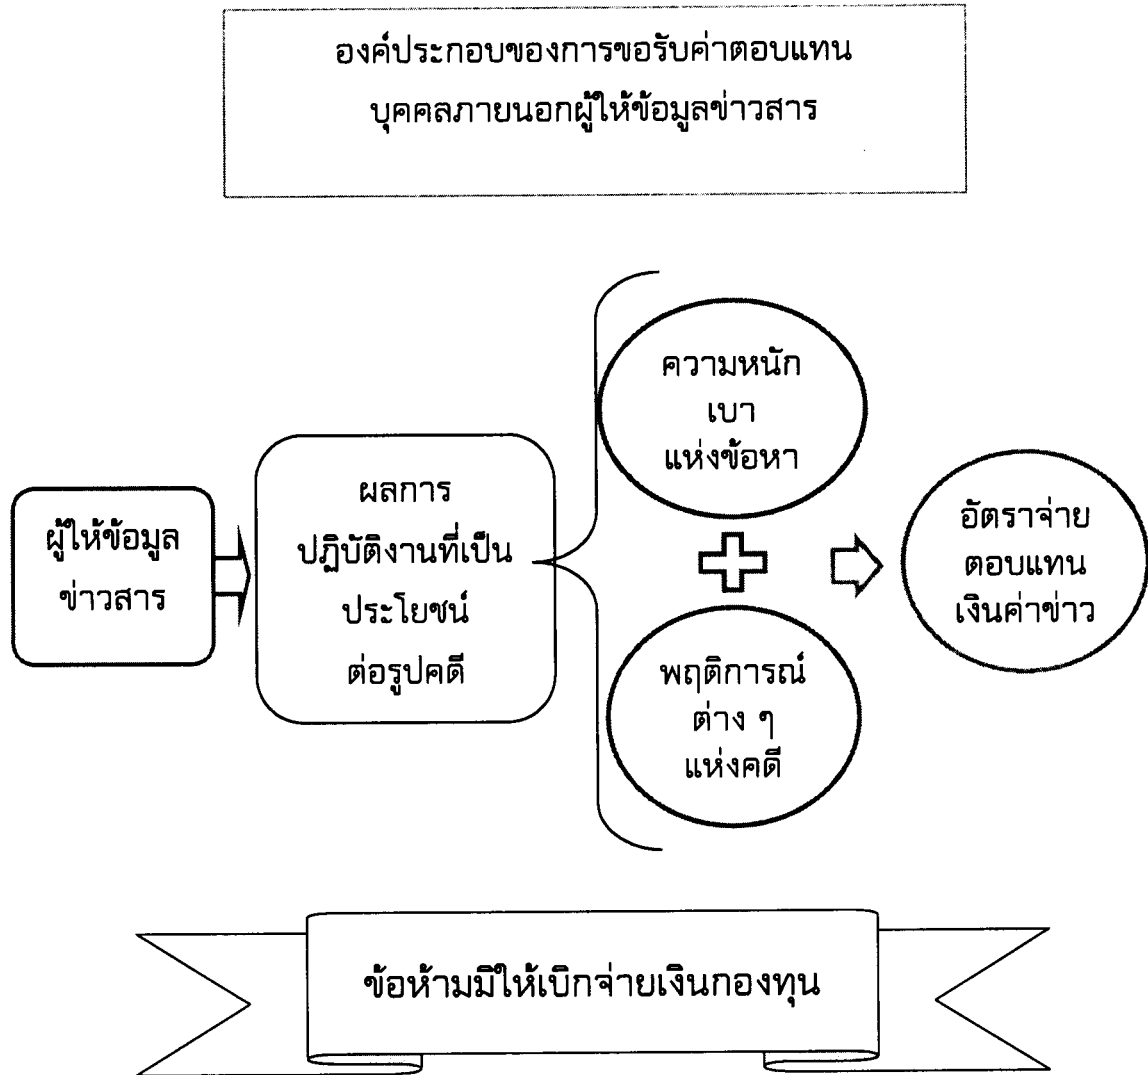 องค์ประกอบของการขอรับค่าตอบแทน
บุคคลภายนอกผู้ให้ข้อมูลข่าวสาร
ผู้ให้ข้อมูล
ข่าวสาร
ผลการ
ปฏิบัติงานที่เป็น
ประโยชน์
ต่อรูปคดี
ความหนัก
เบา
แห่งข้อหา
พฤติการณ์
ต่าง ๆ
แห่งคดี
อัตราจ่าย
ตอบแทน
เงินค่าข่าว
ข้อห้ามมิให้เบิกจ่ายเงินกองทุน